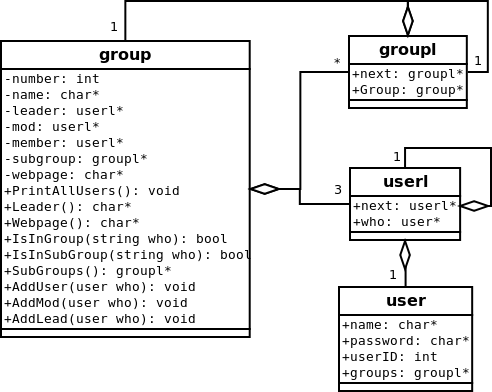 1
group
-number: int
-name: char*
-leader: userl*
-mod: userl*
-member: userl*
-subgroup: groupl*
-webpage: char*
+PrintAllUsers(): void
+Leader(): char*
+Webpage(): char*
+IsInGroup(string who): bool
+IsInSubGroup(string who): bool
+SubGroups(): groupl*
+AddUser(user who): void
+AddMod(user who): void
+AddLead(user who): void
*
groupl
1
+next: groupl*
+Group: group*
1
userl
3
+next: userl*
+who: user*
1
user
+name: char*
+password: char*
+userID: int
+groups: groupl*